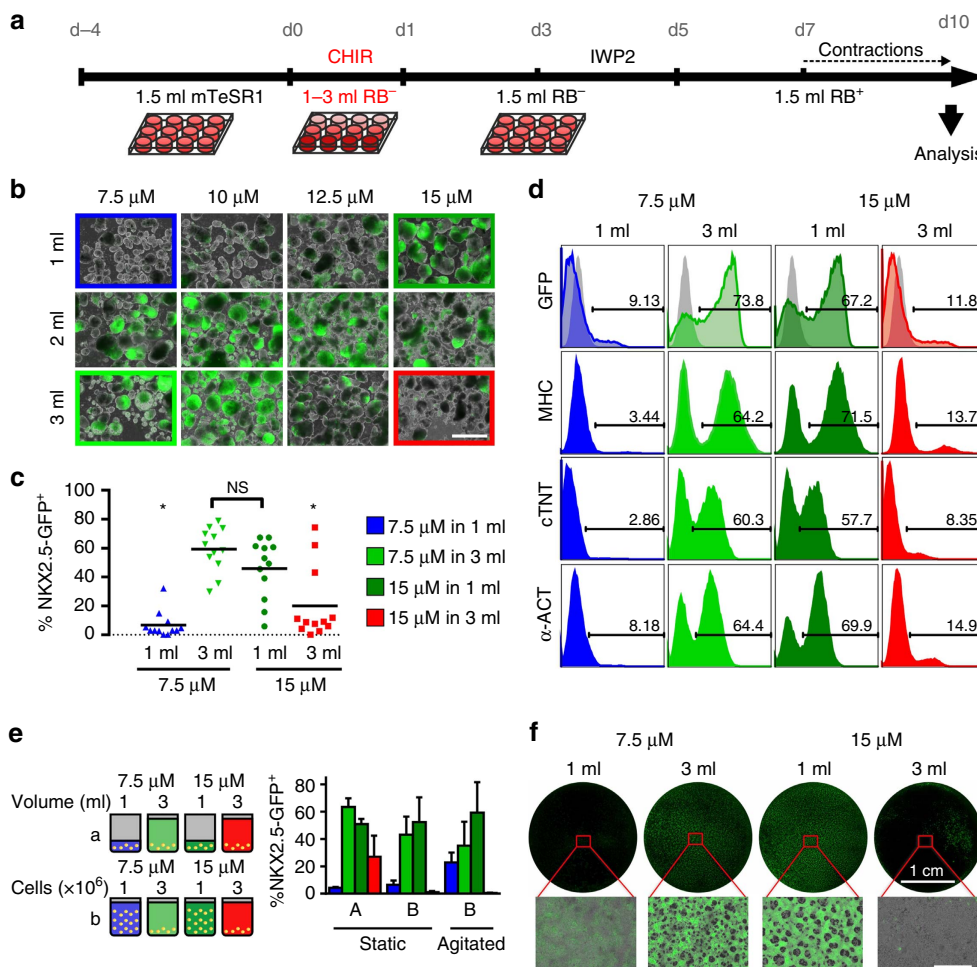 a
d–4 d0 d1 d3 d5 d7 d10
CHIR IWP2 Contractions
1.5 ml mTeSR1 1–3 ml RB⁻ 1.5 ml RB⁻ 1.5 ml RB⁺
Analysis
b
7.5 µM 10 µM 12.5 µM 15 µM
1 ml
2 ml
3 ml
c
% NKX2.5-GFP⁺
100
80
60
40
20
0
* NS *
1 ml 3 ml 1 ml 3 ml
7.5 µM 15 µM
7.5 µM in 1 ml
7.5 µM in 3 ml
15 µM in 1 ml
15 µM in 3 ml
d
7.5 µM 15 µM
1 ml 3 ml 1 ml 3 ml
GFP 9.13 73.8 67.2 11.8
MHC 3.44 64.2 71.5 13.7
cTNT 2.86 60.3 57.7 8.35
α-ACT 8.18 64.4 69.9 14.9
e
7.5 µM 15 µM
Volume (ml) 1 3 1 3
a
7.5 µM 15 µM
Cells (×10⁶) 1 3 1 3
b
%NKX2.5-GFP⁺
80
60
40
20
0
A B B
Static Agitated
f
7.5 µM 15 µM
1 ml 3 ml 1 ml 3 ml
1 cm